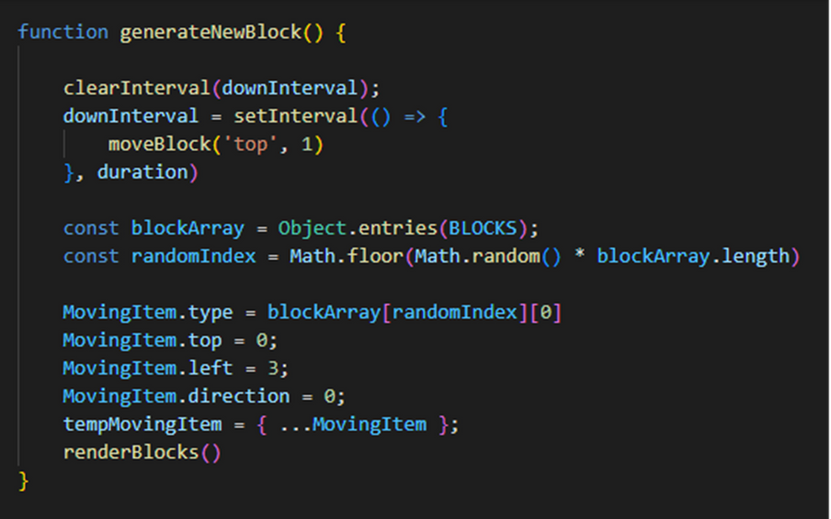 function generateNewBlock() {
clearInterval(downInterval);
downInterval = setInterval(() => {
moveBlock('top', 1)
}, duration)
const blockArray = Object.entries(BLOCKS);
const randomIndex = Math.floor(Math.random() * blockArray.length)
MovingItem.type = blockArray[randomIndex][0]
MovingItem.top = 0;
MovingItem.left = 3;
MovingItem.direction = 0;
tempMovingItem = { ...MovingItem };
renderBlocks()
}